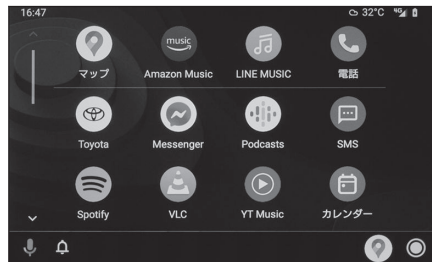 16:47 32°C 4G
music
マップ Amazon Music LINE MUSIC 電話
Toyota Messenger Podcasts SMS
Spotify VLC YT Music カレンダー